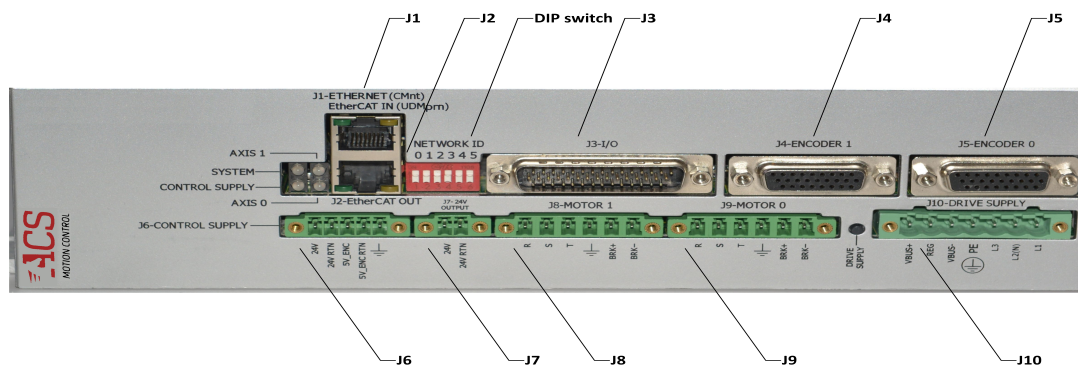 J1
J2
DIP switch
J3
J4
J5
J1-ETHERNET (CMnt)
EtherCAT IN (UDMpm)
NETWORK ID
0 1 2 3 4 5
J3-I/O
J4-ENCODER 1
J5-ENCODER 0
AXIS 1
SYSTEM
CONTROL SUPPLY
AXIS 0
J2-EtherCAT OUT
J7-24V
OUTPUT
J8-MOTOR 1
J9-MOTOR 0
J10-DRIVE SUPPLY
J6-CONTROL SUPPLY
ACS
MOTION CONTROL
24V
24V RTN
5V_ENC
5V_ENC RTN
24V
24V RTN
R
S
T
BRK+
BRK-
R
S
T
BRK+
BRK-
DRIVE
SUPPLY
VBUS+
REG
VBUS-
PE
L3
L2(N)
L1
J6
J7
J8
J9
J10